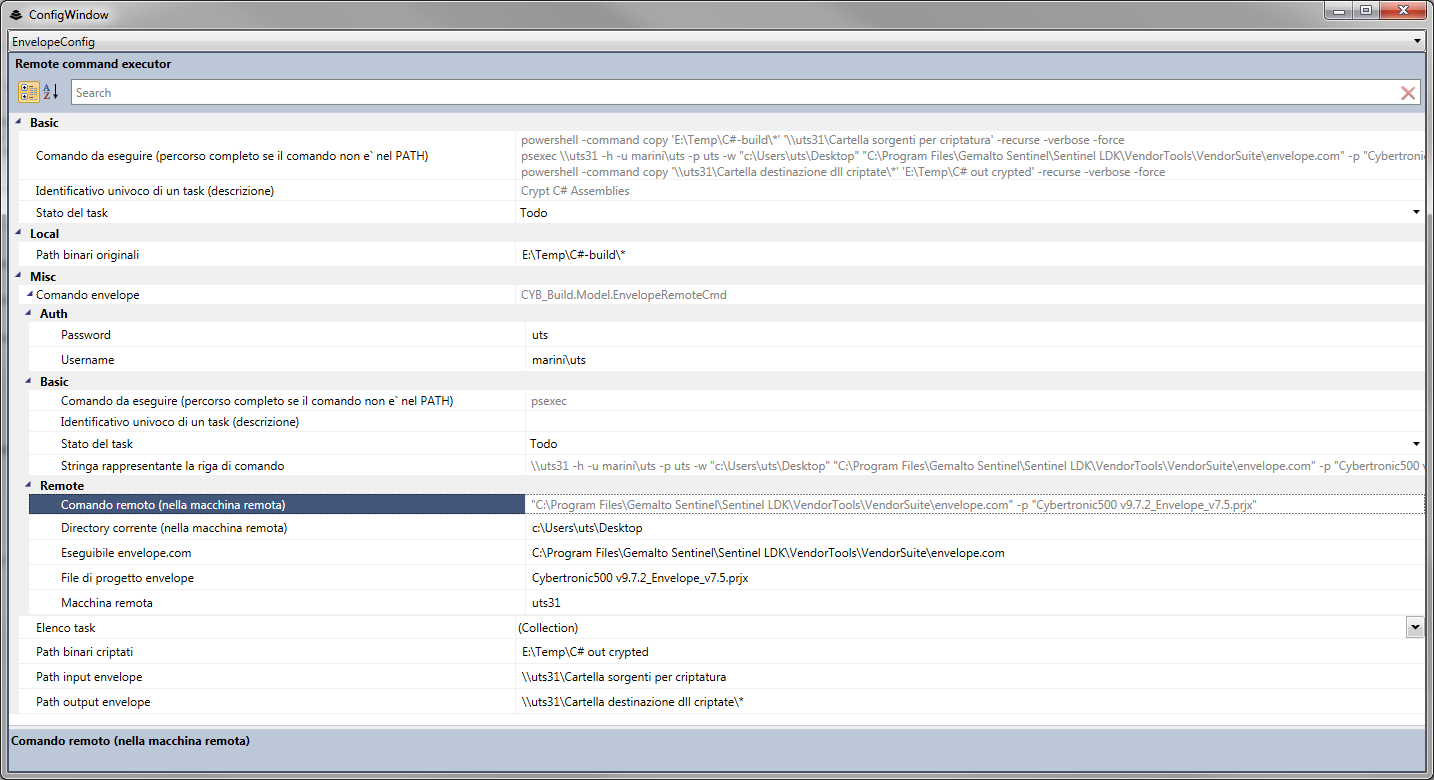 ConfigWindow
EnvelopeConfig
Remote command executor
Search
Basic
Comando da eseguire (percorso completo se il comando non e` nel PATH)
powershell -command copy 'E:\Temp\C#-build\*' '\\uts31\Cartella sorgenti per criptatura' -recurse -verbose -force
psexec \\uts31 -h -u marini\uts -p uts -w "c:\Users\uts\Desktop" "C:\Program Files\Gemalto Sentinel\Sentinel LDK\VendorTools\VendorSuite\envelope.com" -p "Cybertronic
powershell -command copy '\\uts31\Cartella destinazione dll criptate\*' 'E:\Temp\C# out crypted' -recurse -verbose -force
Identificativo univoco di un task (descrizione) Crypt C# Assemblies
Stato del task Todo
Local
Path binari originali E:\Temp\C#-build\*
Misc
Comando envelope CYB_Build.Model.EnvelopeRemoteCmd
Auth
Password uts
Username marini\uts
Basic
Comando da eseguire (percorso completo se il comando non e` nel PATH) psexec
Identificativo univoco di un task (descrizione)
Stato del task Todo
Stringa rappresentante la riga di comando \\uts31 -h -u marini\uts -p uts -w "c:\Users\uts\Desktop" "C:\Program Files\Gemalto Sentinel\Sentinel LDK\VendorTools\VendorSuite\envelope.com" -p "Cybertronic500 v
Remote
Comando remoto (nella macchina remota) "C:\Program Files\Gemalto Sentinel\Sentinel LDK\VendorTools\VendorSuite\envelope.com" -p "Cybertronic500 v9.7.2_Envelope_v7.5.prjx"
Directory corrente (nella macchina remota) c:\Users\uts\Desktop
Eseguibile envelope.com C:\Program Files\Gemalto Sentinel\Sentinel LDK\VendorTools\VendorSuite\envelope.com
File di progetto envelope Cybertronic500 v9.7.2_Envelope_v7.5.prjx
Macchina remota uts31
Elenco task (Collection)
Path binari criptati E:\Temp\C# out crypted
Path input envelope \\uts31\Cartella sorgenti per criptatura
Path output envelope \\uts31\Cartella destinazione dll criptate\*
Comando remoto (nella macchina remota)